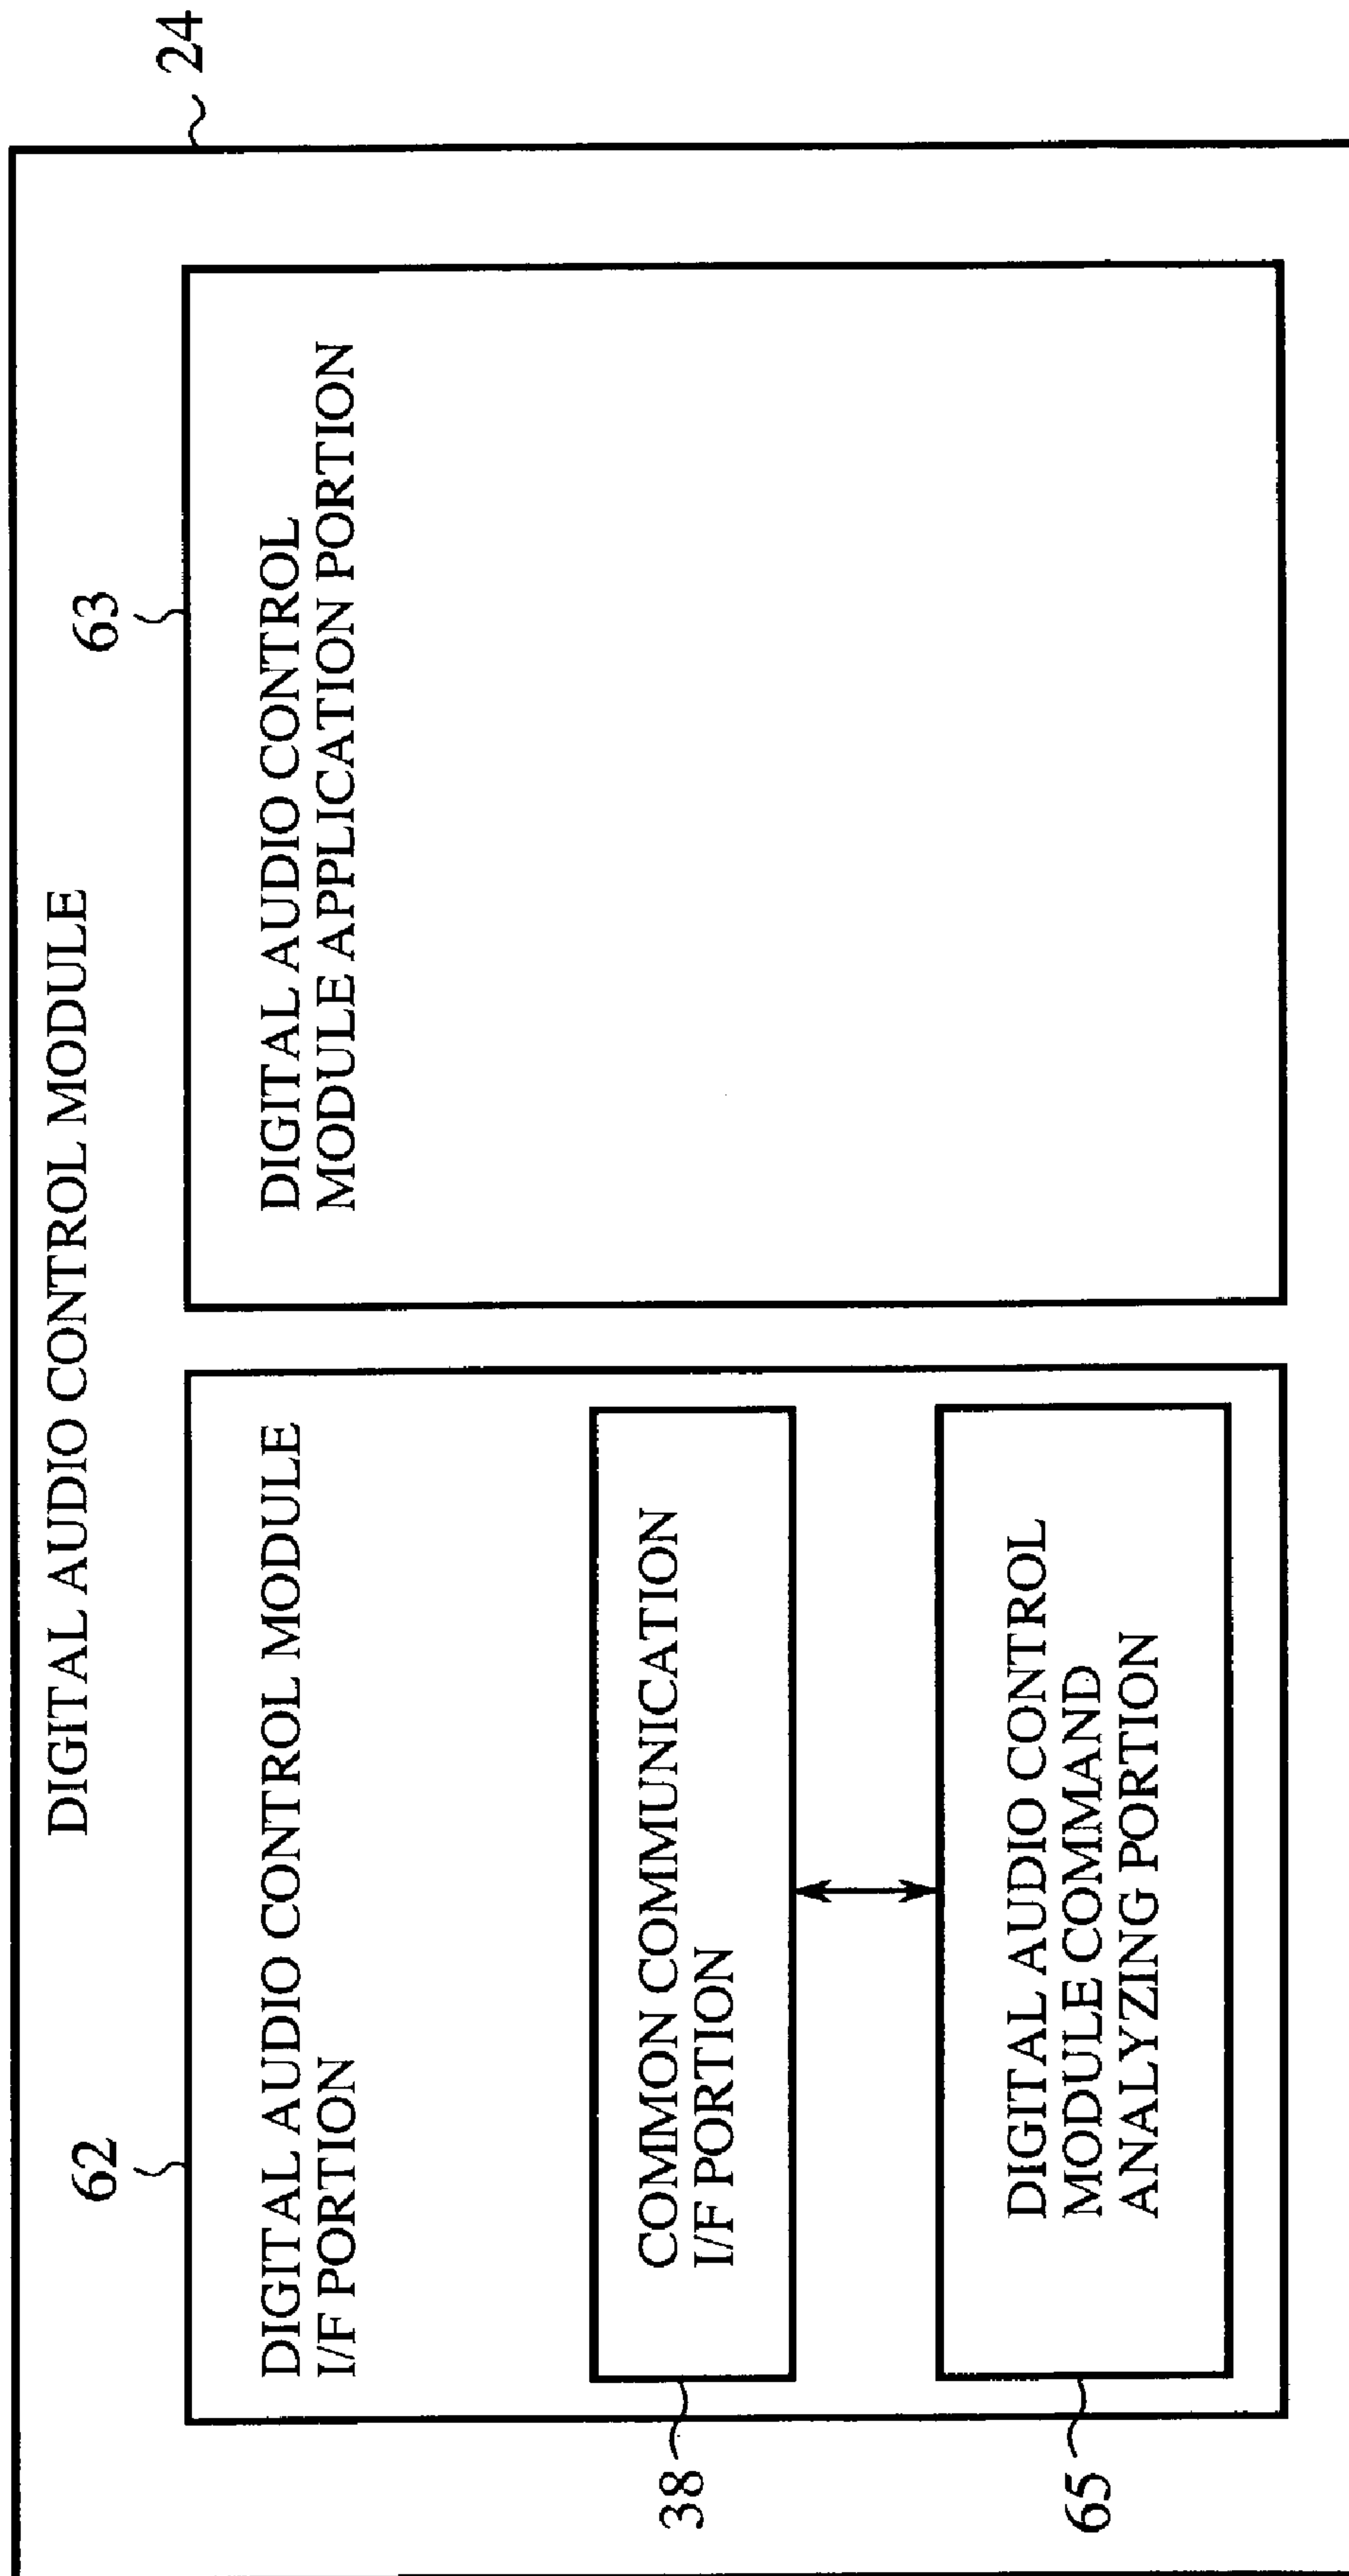 DIGITAL AUDIO CONTROL MODULE
24
62
DIGITAL AUDIO CONTROL MODULE
I/F PORTION
38
COMMON COMMUNICATION
I/F PORTION
65
DIGITAL AUDIO CONTROL
MODULE COMMAND
ANALYZING PORTION
63
DIGITAL AUDIO CONTROL
MODULE APPLICATION PORTION